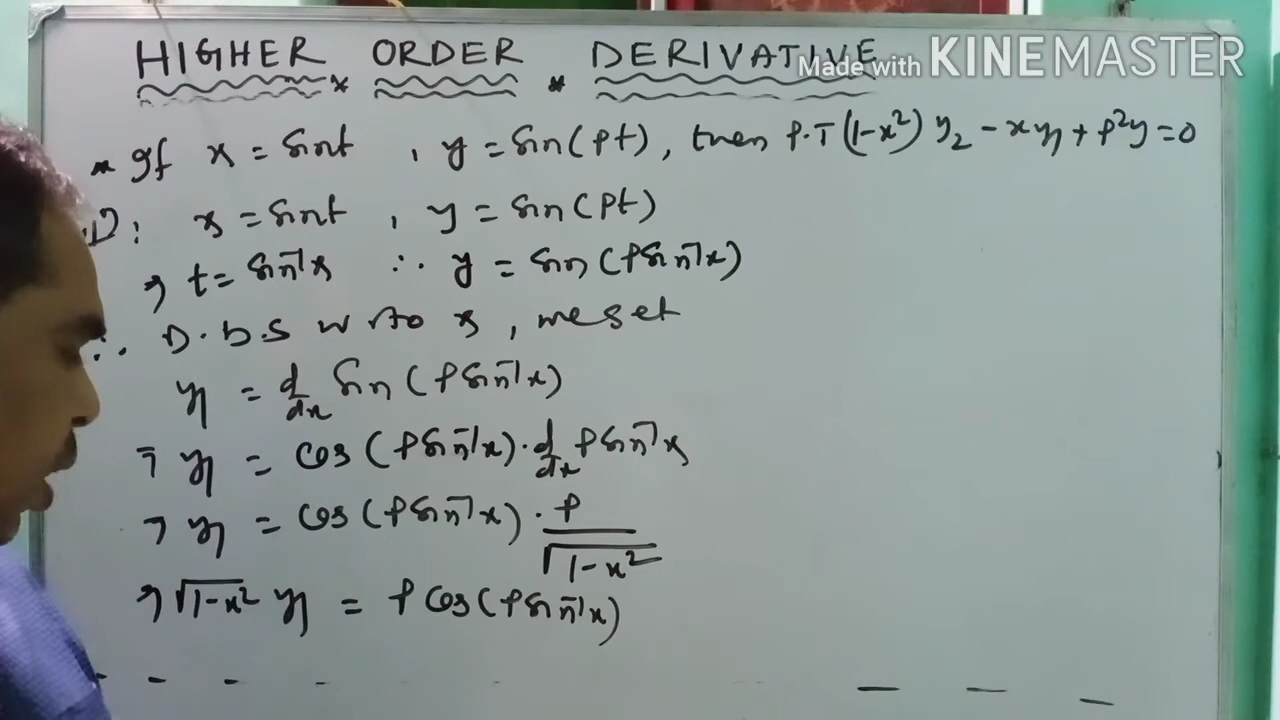 HIGHER ORDER DERIVATIVE
Made with KINEMASTER
* If x = sint , y = sin(pt), then P.T (1-x²) y₂ - xy₁ + p²y = 0
D: x = sint , y = sin(pt)
⇒ t = sin⁻¹x ∴ y = sin(psin⁻¹x)
∴ D.b.s w r to x, we get
y₁ = d/dx sin(psin⁻¹x)
⇒ y₁ = cos(psin⁻¹x)· d/dx psin⁻¹x
⇒ y₁ = cos(psin⁻¹x)· p/√(1-x²)
⇒ √(1-x²) y₁ = p cos(psin⁻¹x)